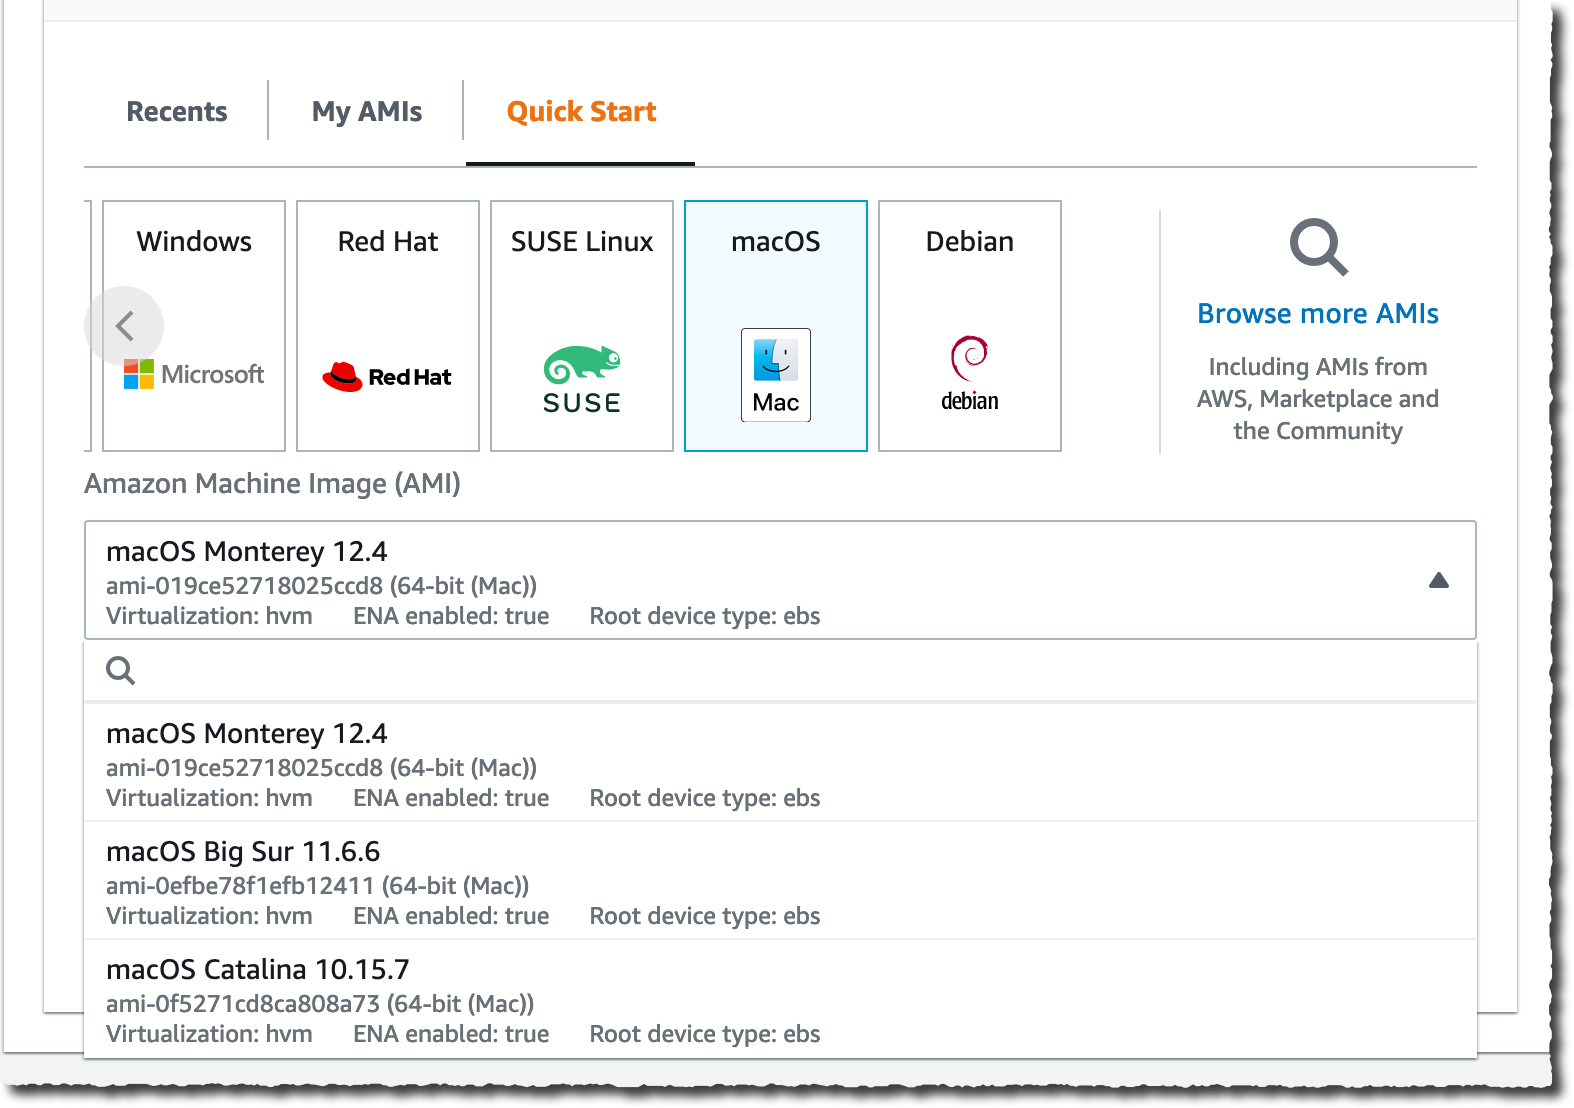 Recents
My AMIs
Quick Start
Windows
Microsoft
Red Hat
Red Hat
SUSE Linux
SUSE
macOS
Mac
Debian
debian
Browse more AMIs
Including AMIs from
AWS, Marketplace and
the Community
Amazon Machine Image (AMI)
macOS Monterey 12.4
ami-019ce52718025ccd8 (64-bit (Mac))
Virtualization: hvm ENA enabled: true Root device type: ebs
macOS Monterey 12.4
ami-019ce52718025ccd8 (64-bit (Mac))
Virtualization: hvm ENA enabled: true Root device type: ebs
macOS Big Sur 11.6.6
ami-0efbe78f1efb12411 (64-bit (Mac))
Virtualization: hvm ENA enabled: true Root device type: ebs
macOS Catalina 10.15.7
ami-0f5271cd8ca808a73 (64-bit (Mac))
Virtualization: hvm ENA enabled: true Root device type: ebs